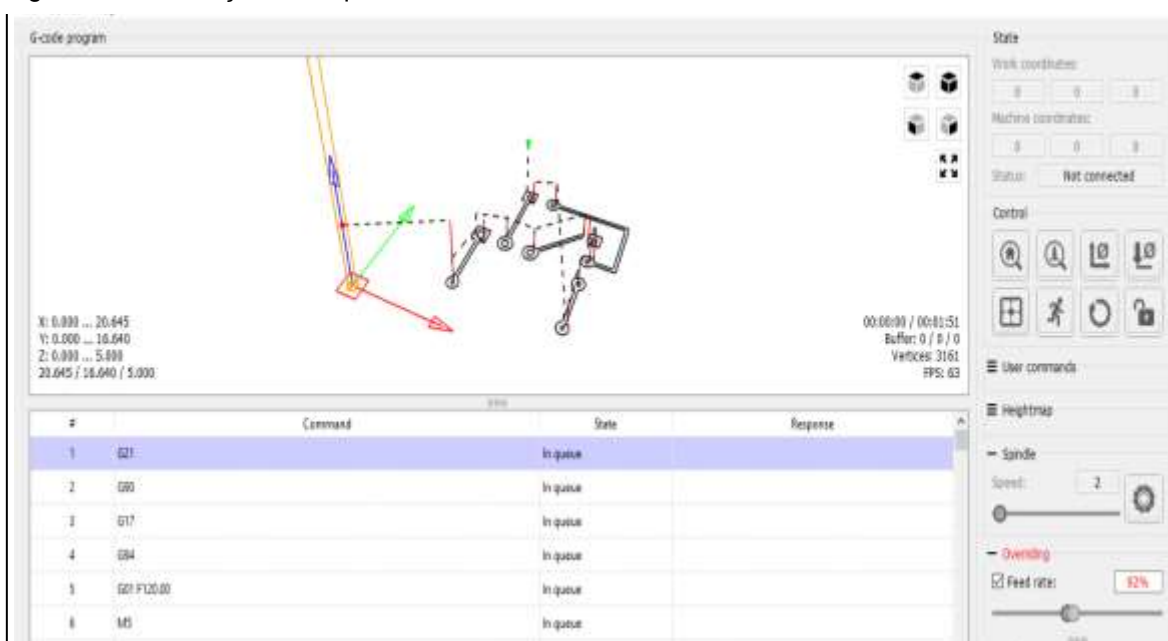 G-code program
X: 0.000 ... 20.645
Y: 0.000 ... 16.640
Z: 0.000 ... 5.000
20.645 / 16.640 / 5.000
00:00:00 / 00:01:51
Buffer: 0 / 0 / 0
Vertices: 3161
FPS: 63
# Command State Response
1 G21 In queue
2 G90 In queue
3 G17 In queue
4 G94 In queue
5 G01 F120.00 In queue
6 M5 In queue
State
Work coordinates:
0 0 0
Machine coordinates:
0 0 0
Status: Not connected
Control
User commands
Heightmap
Spindle
Speed: 2
Overriding
Feed rate: 92%